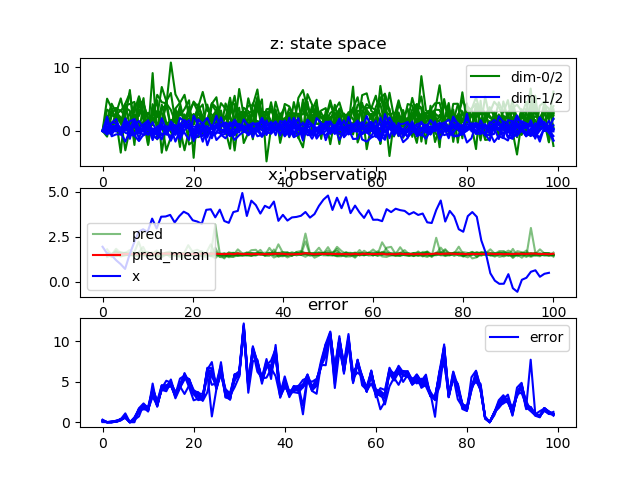 z: state space
10
0
dim-0/2
dim-1/2
0 20 40 60 80 100
x: observation
5.0
2.5
0.0
pred
pred_mean
x
0 20 40 60 80 100
error
10
5
0
error
0 20 40 60 80 100